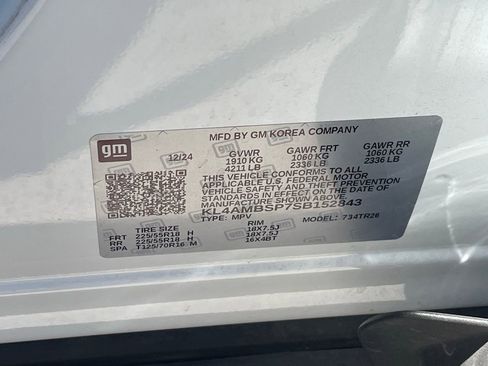 MFD BY GM KOREA COMPANY
gm
12/24 GVWR GAWR FRT GAWR RR
1910 KG 1060 KG 1060 KG
4211 LB 2336 LB 2336 LB
THIS VEHICLE CONFORMS TO ALL
APPLICABLE U.S. FEDERAL MOTOR
VEHICLE SAFETY AND THEFT PREVENTION
STANDARDS IN EFFECT ON THE DATE OF
MANUFACTURE SHOWN ABOVE.
KL4AMBSP7SB152843
TYPE: MPV MODEL: 734TR26
TIRE SIZE RIM
FRT 225/55R18 H 18X7.5J
RR 225/55R18 H 18X7.5J
SPA T125/70R16 M 16X4BT